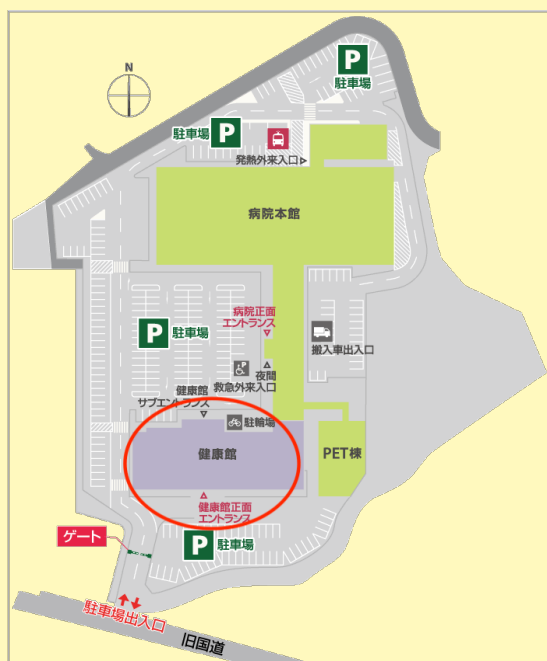 N
P
駐車場
駐車場 P
発熱外来入口
病院本館
病院正面
エントランス
P 駐車場
搬入車出入口
P
夜間
救急外来入口
健康館
サブエントランス
駐輪場
健康館
PET棟
健康館正面
エントランス
ゲート
P 駐車場
駐車場出入口
旧国道